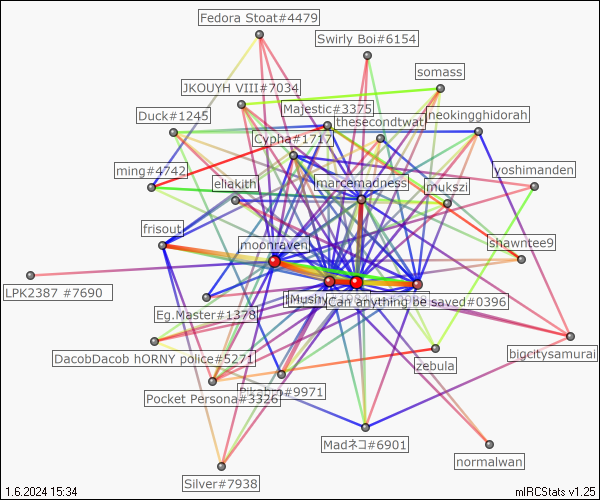 Fedora Stoat#4479
Swirly Boi#6154
somass
JKOUYH VIII#7034
Majestic#3375
Duck#1245
thesecondtwat
neokingghidorah
Cypha#1717
ming#4742
yoshimanden
eliakith
marcemadness
mukszi
frisout
moonraven
shawntee9
LPK2387 #7690
Mushy
Can anything be saved#0396
Eg.Master#1378
DacobDacob hORNY police#5271
bigcitysamurai
zebula
Pikabro#9971
Pocket Persona#3326
Madネコ#6901
normalwan
Silver#7938
1.6.2024 15:34
mIRCStats v1.25